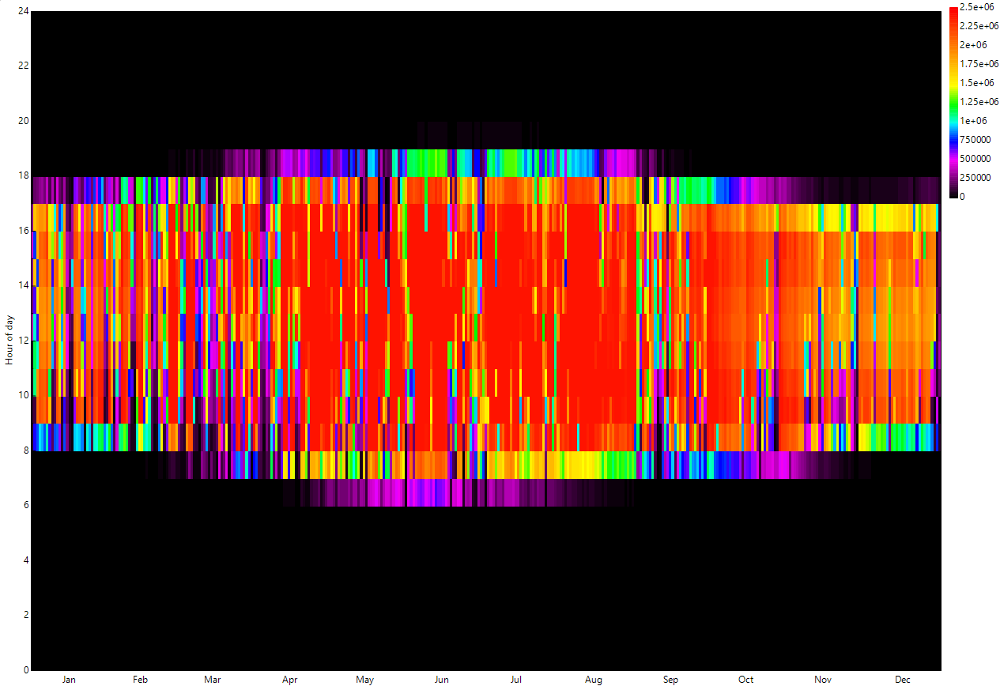 24
22
20
18
16
14
12
10
8
6
4
2
0
Hour of day
Jan Feb Mar Apr May Jun Jul Aug Sep Oct Nov Dec
2.5e+06
2.25e+06
2e+06
1.75e+06
1.5e+06
1.25e+06
1e+06
750000
500000
250000
0